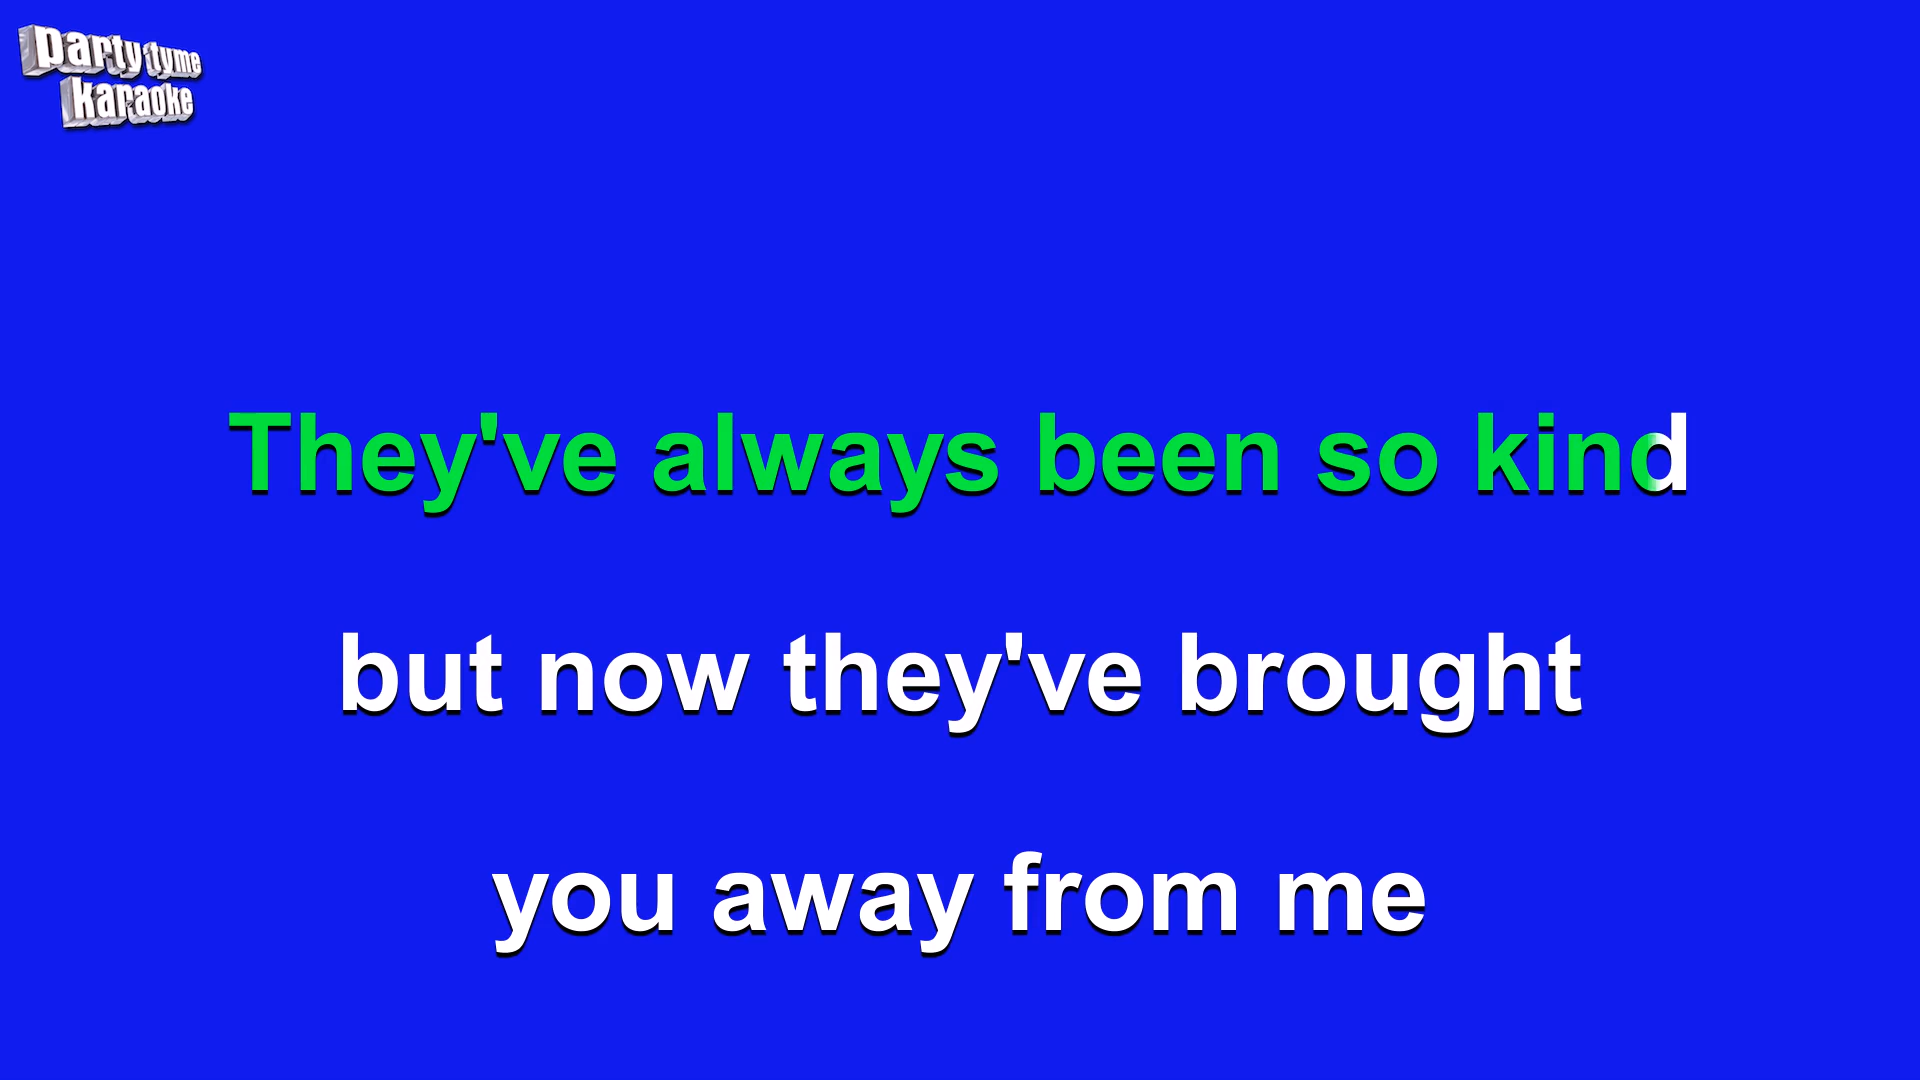 party tyme
karaoke
They've always been so kind
but now they've brought
you away from me